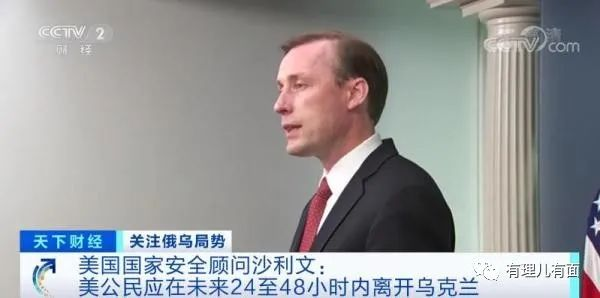 CCTV 2
财经
com
天下财经
关注俄乌局势
美国国家安全顾问沙利文:
美公民应在未来24至48小时内离开乌克兰
有理儿有面